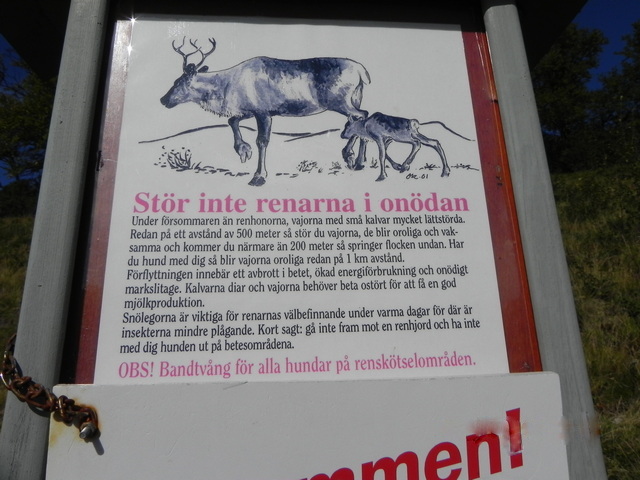 Stör inte renarna i onödan
Under försommaren än renhonorna, vajorna med små kalvar mycket lättstörda.
Redan på ett avstånd av 500 meter så stör du vajorna, de blir oroliga och vak-
samma och kommer du närmare än 200 meter så springer flocken undan. Har
du hund med dig så blir vajorna oroliga redan på 1 km avstånd.
Förflyttningen innebär ett avbrott i betet, ökad energiförbrukning och onödigt
markslitage. Kalvarna diar och vajorna behöver beta ostört för att få en god
mjölkproduktion.
Snölegorna är viktiga för renarnas välbefinnande under varma dagar för där är
insekterna mindre plågande. Kort sagt: gå inte fram mot en renhjord och ha inte
med dig hunden ut på betesområdena.
OBS! Bandtvång för alla hundar på renskötselområden.
mmen!